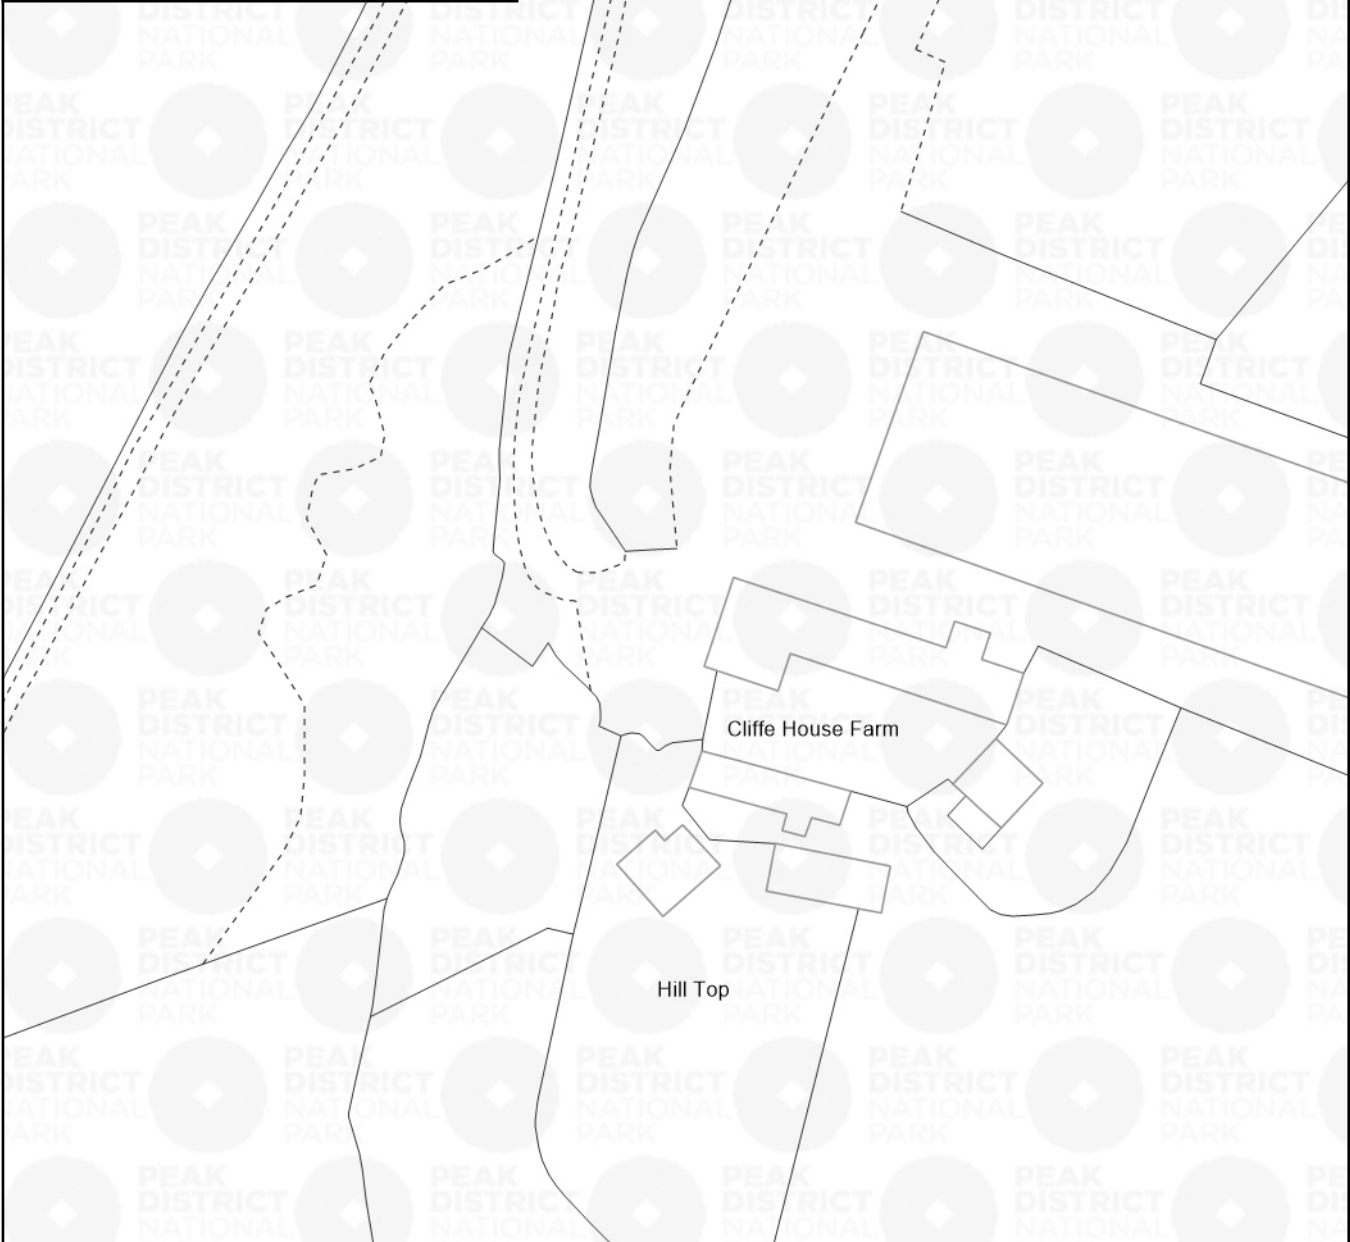 Cliffe House Farm
Hill Top
PEAK
DISTRICT
NATIONAL
PARK